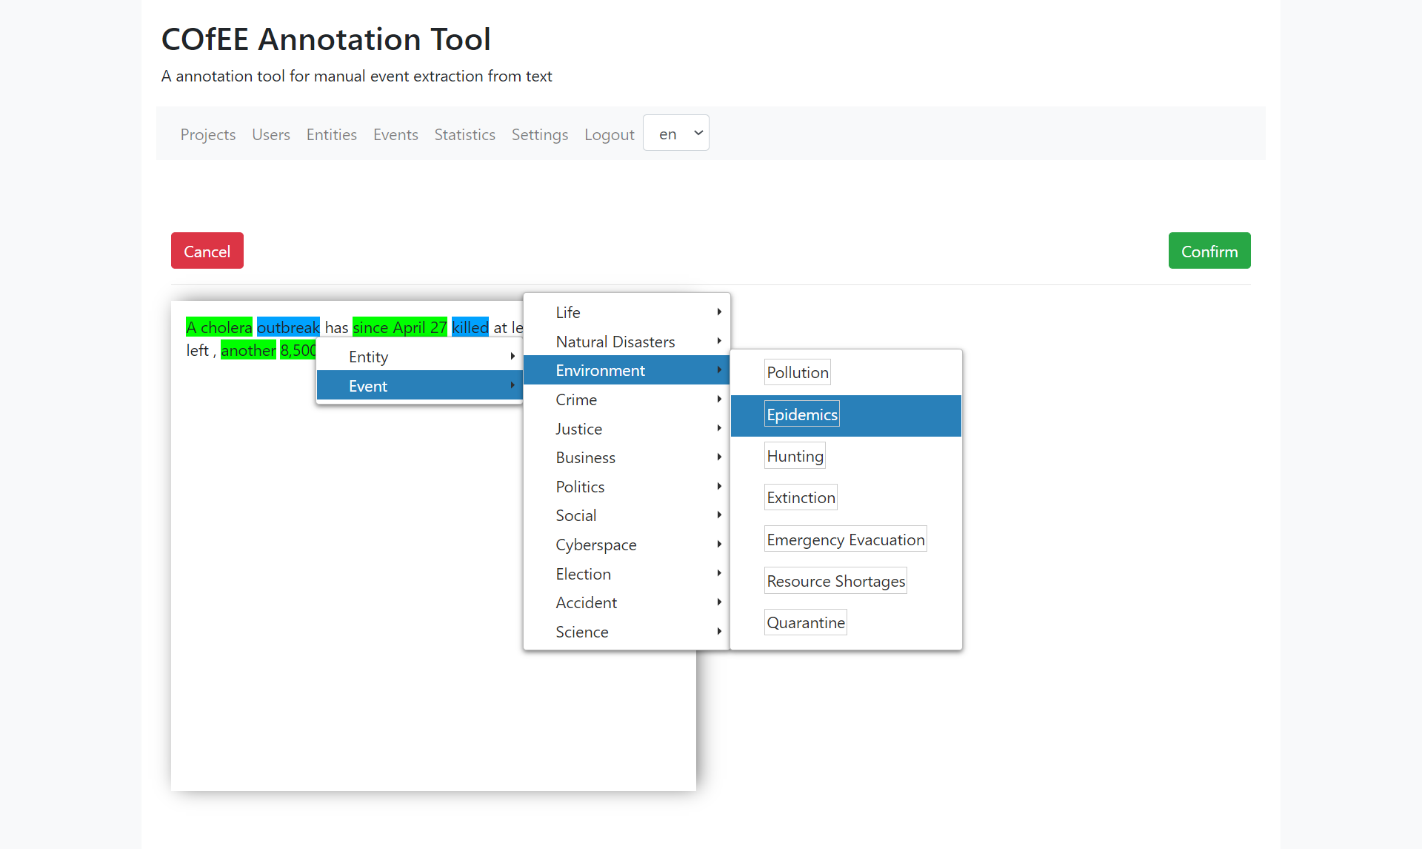 COfEE Annotation Tool
A annotation tool for manual event extraction from text
Projects Users Entities Events Statistics Settings Logout en
Cancel
Confirm
A cholera outbreak has since April 27 killed at le
left , another 8,500
Entity
Event
Life
Natural Disasters
Environment
Crime
Justice
Business
Politics
Social
Cyberspace
Election
Accident
Science
Pollution
Epidemics
Hunting
Extinction
Emergency Evacuation
Resource Shortages
Quarantine